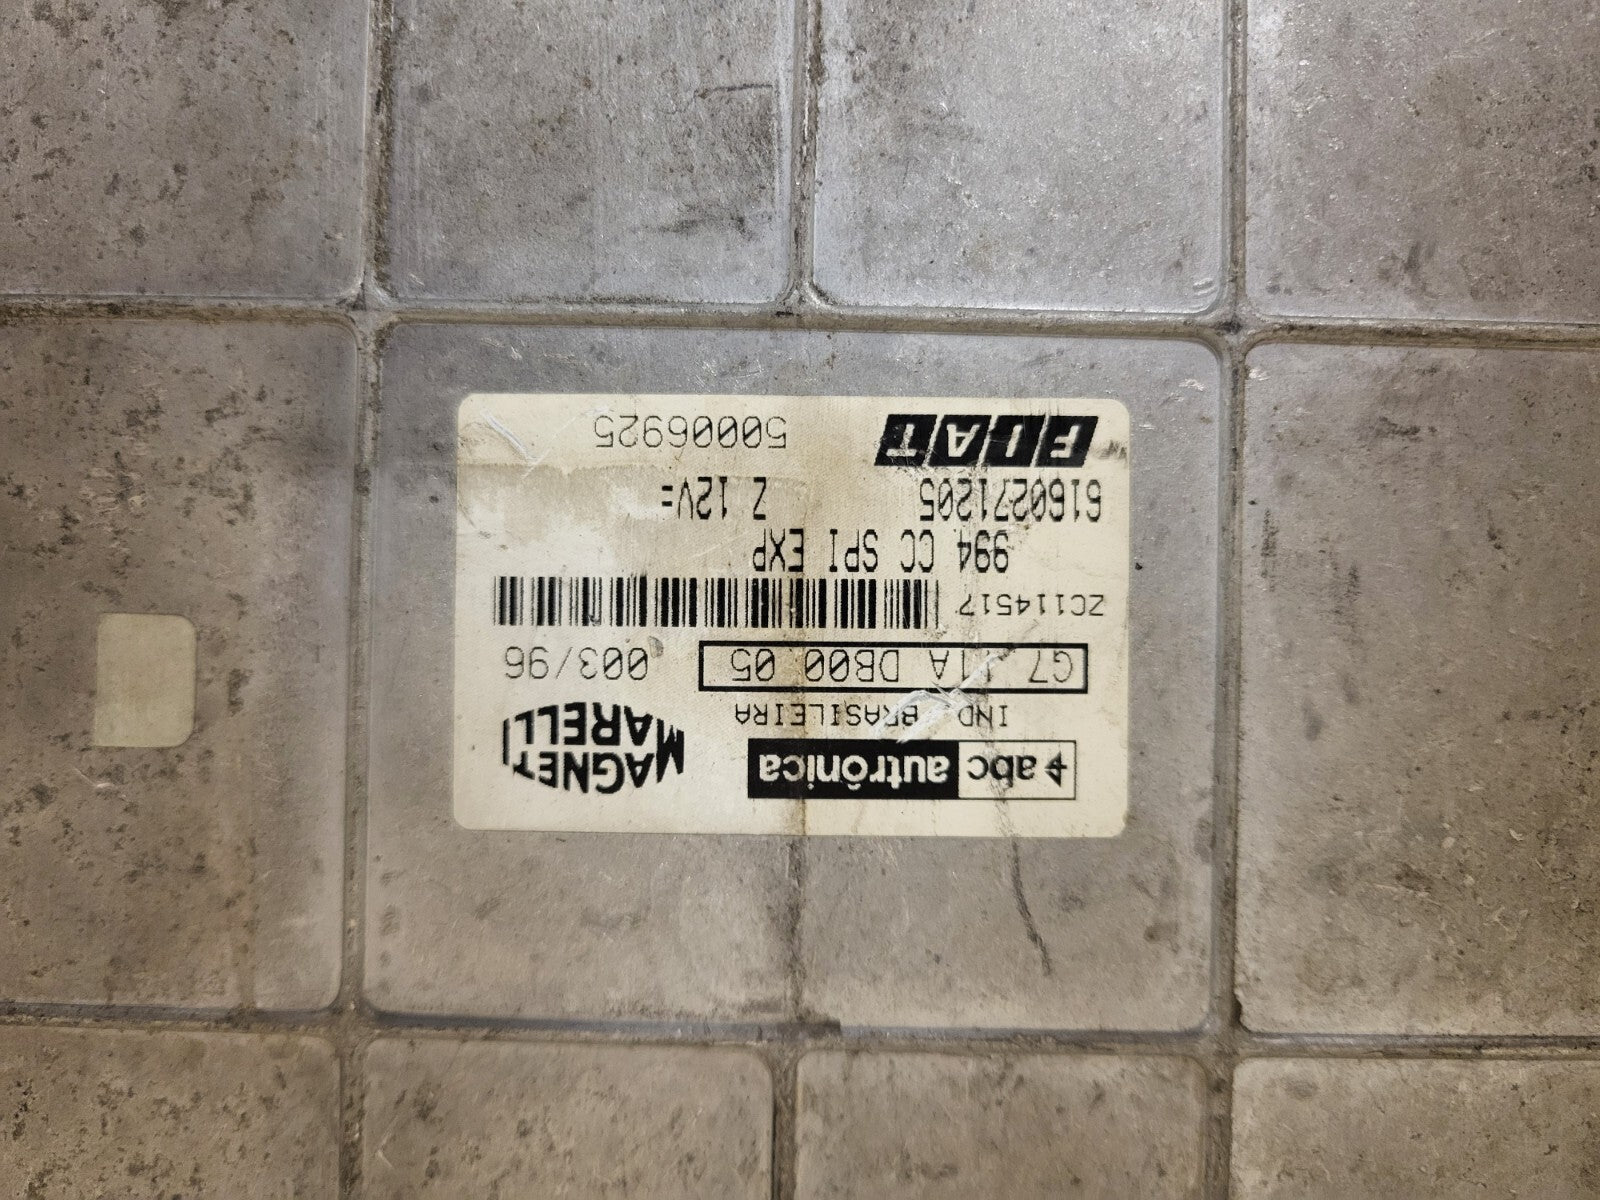 abc autrônica
MAGNETI
MARELLI
IND BRASILEIRA
G7 11A DB00 05 003/96
ZC114517
994 CC SPI EXP
6160271205 Z 12V=
FIAT 50006925